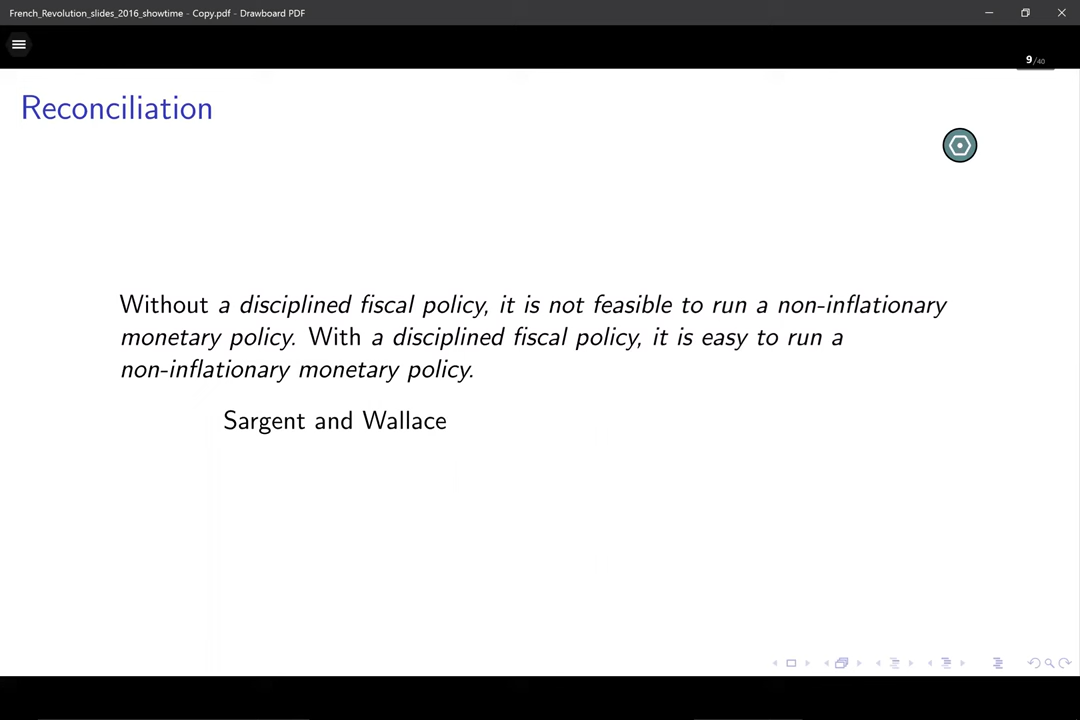 French_Revolution_slides_2016_showtime - Copy.pdf - Drawboard PDF
9/40
Reconciliation
Without a disciplined fiscal policy, it is not feasible to run a non-inflationary
monetary policy. With a disciplined fiscal policy, it is easy to run a
non-inflationary monetary policy.
Sargent and Wallace